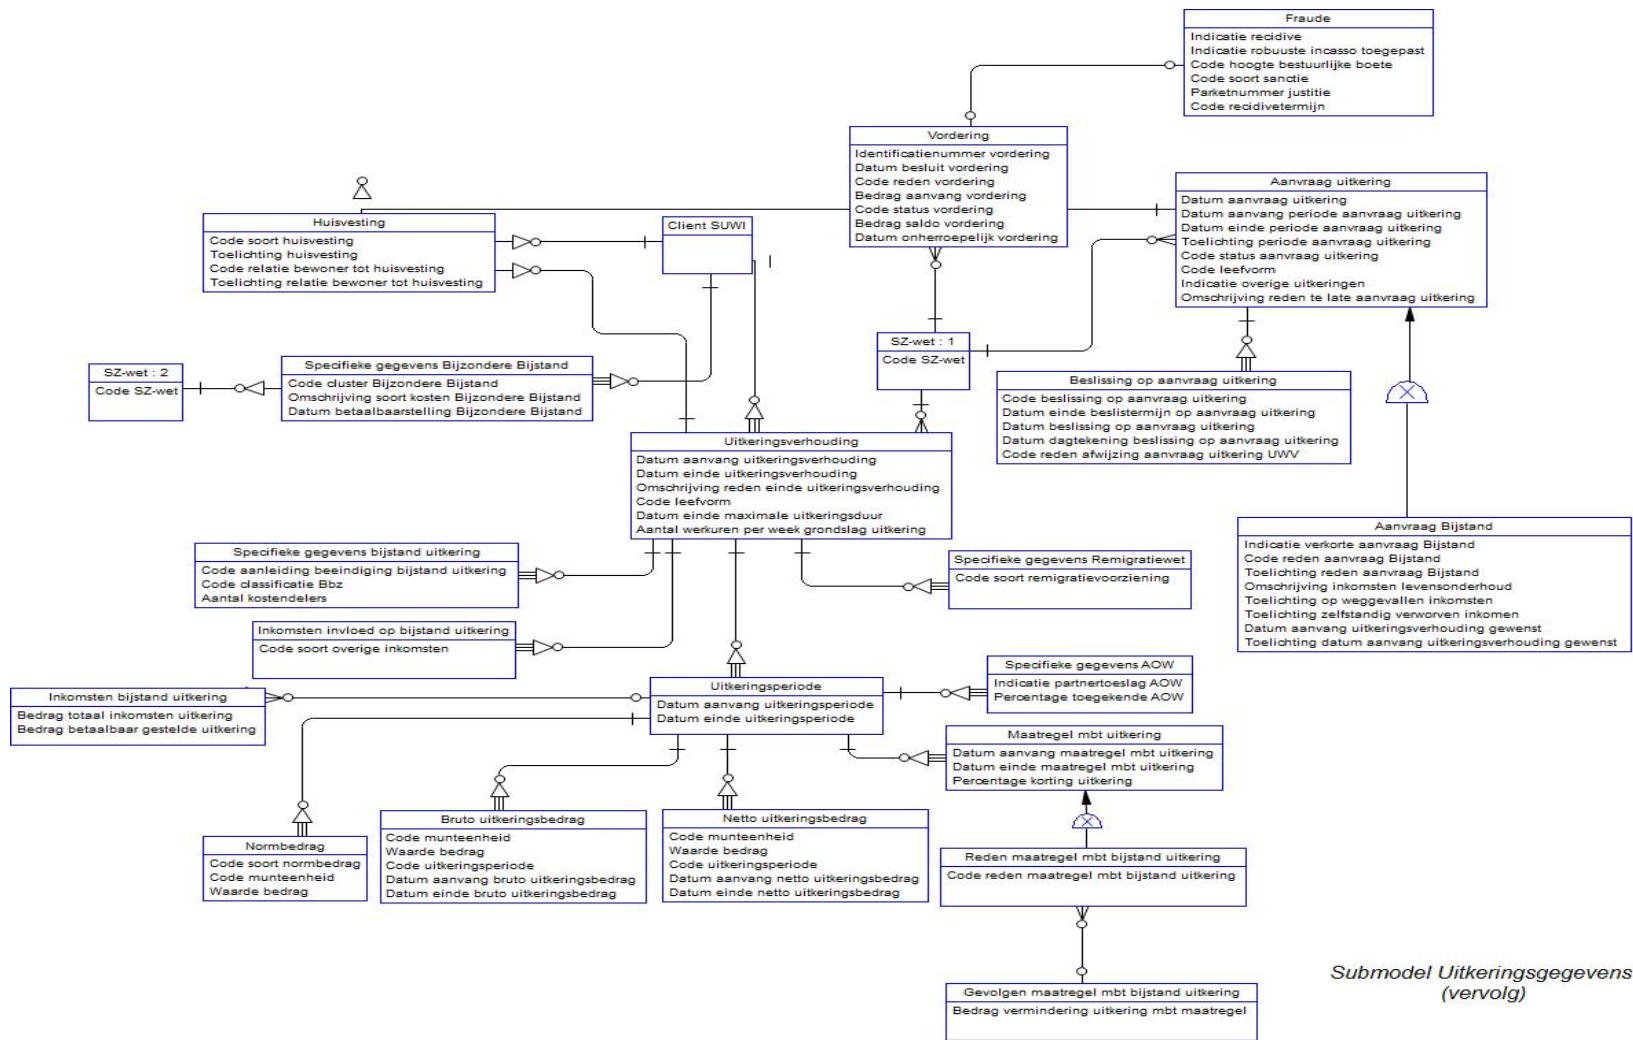 Fraude
Indicatie recidive
Indicatie robuuste incasso toegepast
Code hoogte bestuurlijke boete
Code soort sanctie
Parketnummer justitie
Code recidivetermijn
Vordering
Identificatienummer vordering
Datum besluit vordering
Code reden vordering
Bedrag aanvang vordering
Code status vordering
Bedrag saldo vordering
Datum onherroepelijk vordering
Aanvraag uitkering
Datum aanvraag uitkering
Datum aanvang periode aanvraag uitkering
Datum einde periode aanvraag uitkering
Toelichting periode aanvraag uitkering
Code status aanvraag uitkering
Code leefvorm
Indicatie overige uitkeringen
Omschrijving reden te late aanvraag uitkering
Huisvesting
Code soort huisvesting
Toelichting huisvesting
Code relatie bewoner tot huisvesting
Toelichting relatie bewoner tot huisvesting
Client SUWI
SZ-wet : 2
Code SZ-wet
Specifieke gegevens Bijzondere Bijstand
Code cluster Bijzondere Bijstand
Omschrijving soort kosten Bijzondere Bijstand
Datum betaalbaarstelling Bijzondere Bijstand
SZ-wet : 1
Code SZ-wet
Beslissing op aanvraag uitkering
Code beslissing op aanvraag uitkering
Datum einde beslistermijn op aanvraag uitkering
Datum beslissing op aanvraag uitkering
Datum dagtekening beslissing op aanvraag uitkering
Code reden afwijzing aanvraag uitkering UWV
Uitkeringsverhouding
Datum aanvang uitkeringsverhouding
Datum einde uitkeringsverhouding
Omschrijving reden einde uitkeringsverhouding
Code leefvorm
Datum einde maximale uitkeringsduur
Aantal werkuren per week grondslag uitkering
Aanvraag Bijstand
Indicatie verkorte aanvraag Bijstand
Code reden aanvraag Bijstand
Toelichting reden aanvraag Bijstand
Omschrijving inkomsten levensonderhoud
Toelichting op weggevallen inkomsten
Toelichting zelfstandig verworven inkomen
Datum aanvang uitkeringsverhouding gewenst
Toelichting datum aanvang uitkeringsverhouding gewenst
Specifieke gegevens bijstand uitkering
Code aanleiding beeindiging bijstand uitkering
Code classificatie Bbz
Aantal kostendelers
Specifieke gegevens Remigratiewet
Code soort remigratievoorziening
Inkomsten invloed op bijstand uitkering
Code soort overige inkomsten
Inkomsten bijstand uitkering
Bedrag totaal inkomsten uitkering
Bedrag betaalbaar gestelde uitkering
Uitkeringsperiode
Datum aanvang uitkeringsperiode
Datum einde uitkeringsperiode
Specifieke gegevens AOW
Indicatie partnertoeslag AOW
Percentage toegekende AOW
Maatregel mbt uitkering
Datum aanvang maatregel mbt uitkering
Datum einde maatregel mbt uitkering
Percentage korting uitkering
Normbedrag
Code soort normbedrag
Code munteenheid
Waarde bedrag
Bruto uitkeringsbedrag
Code munteenheid
Waarde bedrag
Code uitkeringsperiode
Datum aanvang bruto uitkeringsbedrag
Datum einde bruto uitkeringsbedrag
Netto uitkeringsbedrag
Code munteenheid
Waarde bedrag
Code uitkeringsperiode
Datum aanvang netto uitkeringsbedrag
Datum einde netto uitkeringsbedrag
Reden maatregel mbt bijstand uitkering
Code reden maatregel mbt bijstand uitkering
Gevolgen maatregel mbt bijstand uitkering
Bedrag vermindering uitkering mbt maatregel
Submodel Uitkeringsgegevens
(vervolg)